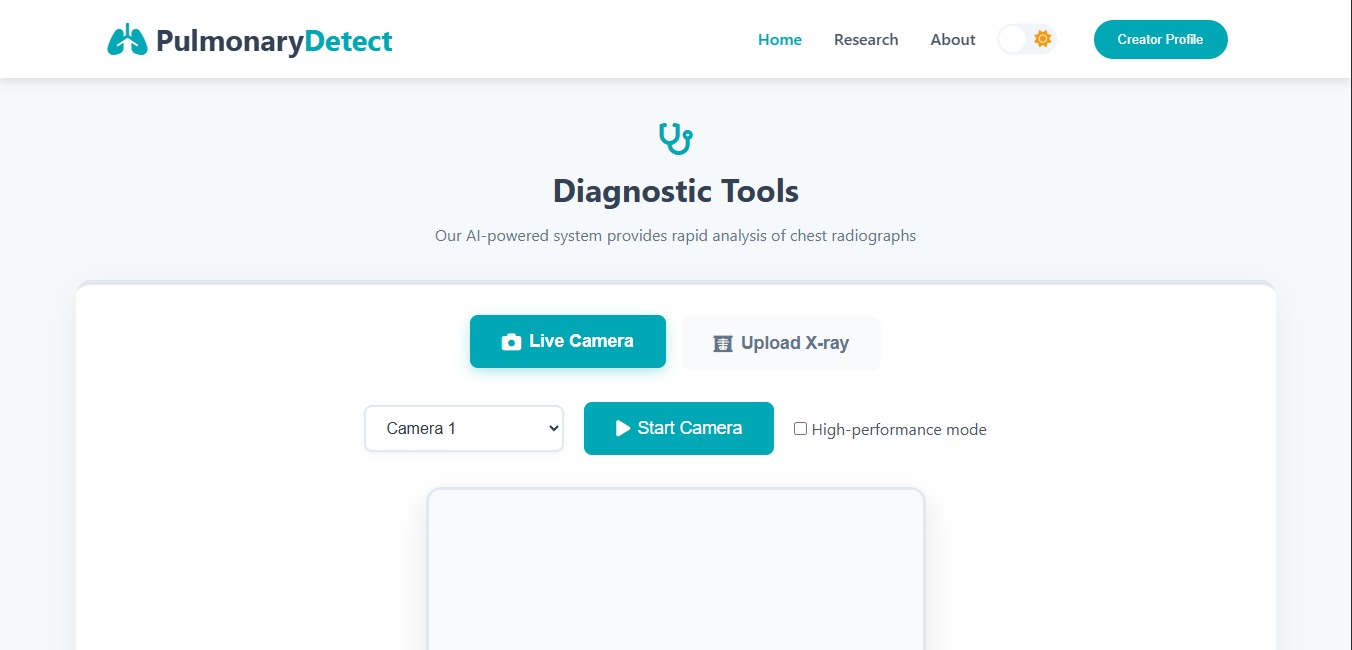 PulmonaryDetect
Home Research About Creator Profile
Diagnostic Tools
Our AI-powered system provides rapid analysis of chest radiographs
Live Camera Upload X-ray
Camera 1 Start Camera High-performance mode